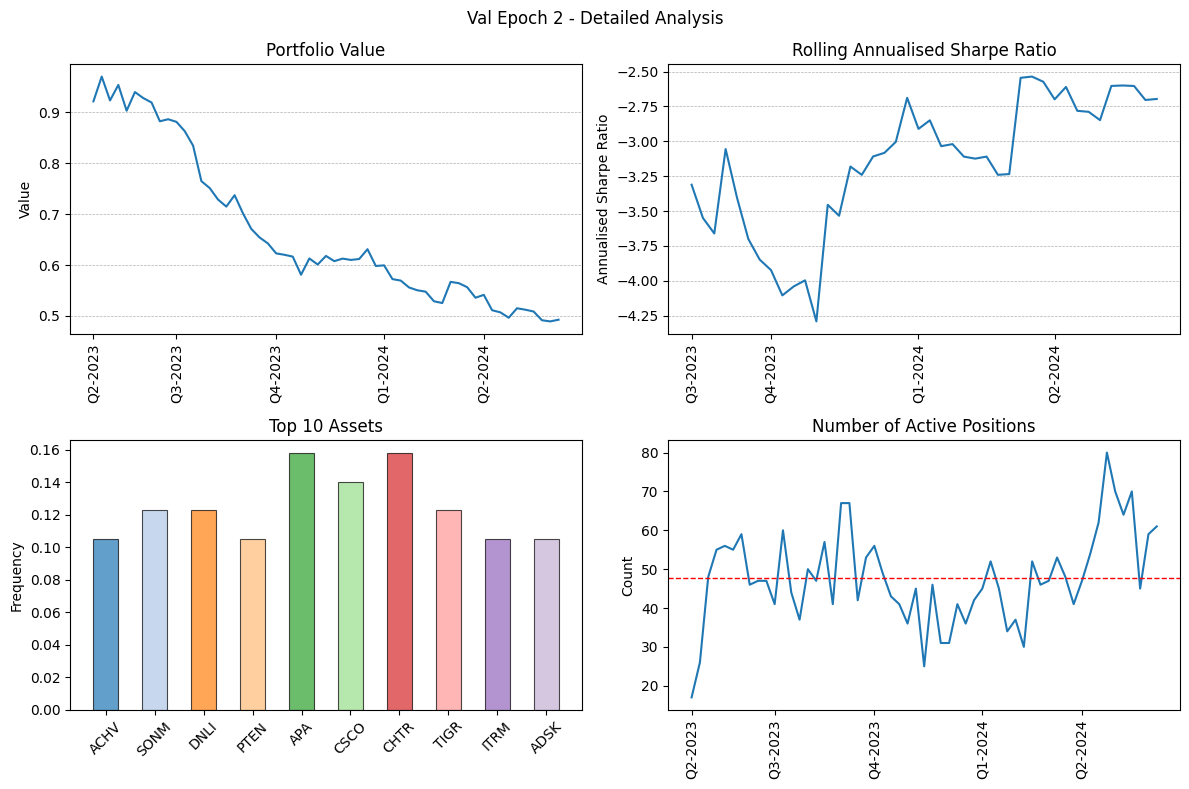 Val Epoch 2 - Detailed Analysis
Portfolio Value
Value
0.9
0.8
0.7
0.6
0.5
Q2-2023
Q3-2023
Q4-2023
Q1-2024
Q2-2024
Rolling Annualised Sharpe Ratio
Annualised Sharpe Ratio
−2.50
−2.75
−3.00
−3.25
−3.50
−3.75
−4.00
−4.25
Q3-2023
Q4-2023
Q1-2024
Q2-2024
Top 10 Assets
Frequency
0.16
0.14
0.12
0.10
0.08
0.06
0.04
0.02
0.00
ACHV
SONM
DNLI
PTEN
APA
CSCO
CHTR
TIGR
ITRM
ADSK
Number of Active Positions
Count
80
70
60
50
40
30
20
Q2-2023
Q3-2023
Q4-2023
Q1-2024
Q2-2024